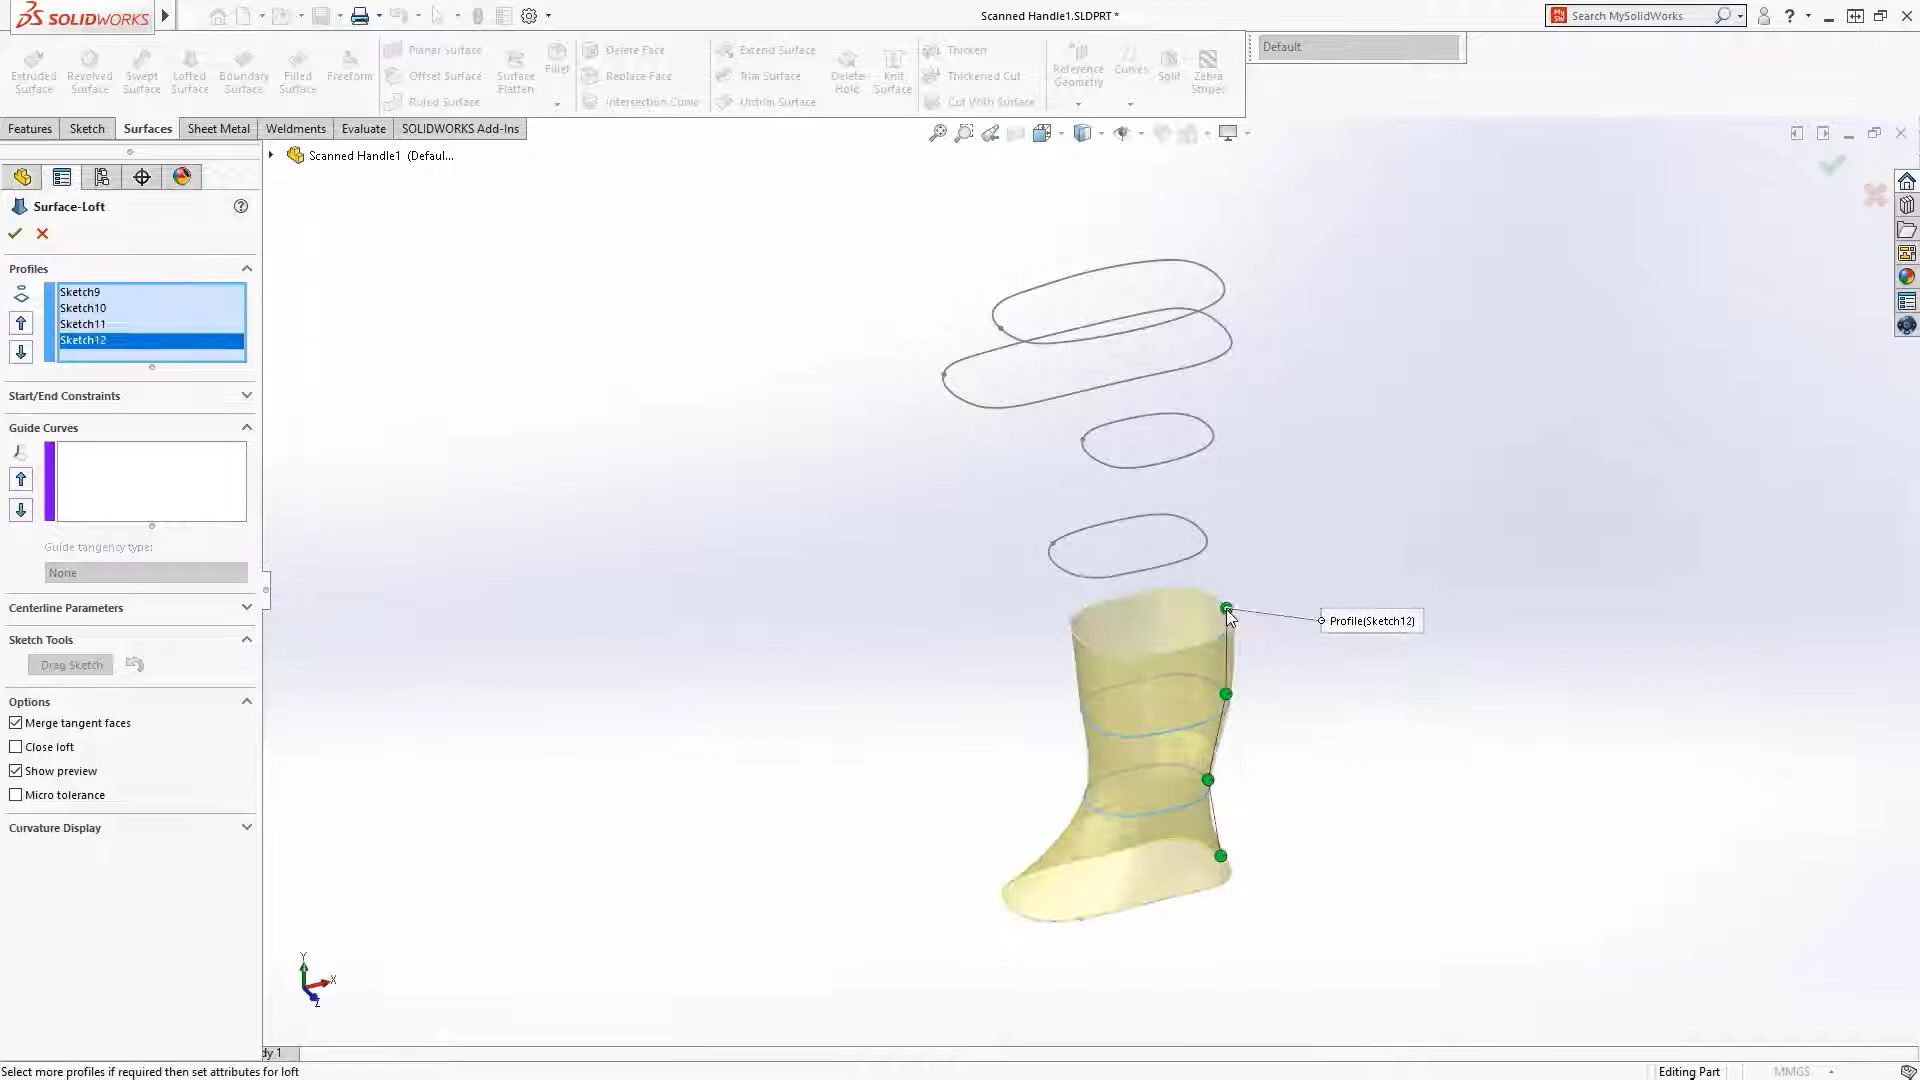 SOLIDWORKS
Scanned Handle1.SLDPRT *
Search MySolidWorks
Extruded Surface
Revolved Surface
Swept Surface
Lofted Surface
Boundary Surface
Filled Surface
Freeform
Planar Surface
Offset Surface
Ruled Surface
Surface Flatten
Fillet
Delete Face
Replace Face
Intersection Curve
Extend Surface
Trim Surface
Untrim Surface
Delete Hole
Knit Surface
Thicken
Thickened Cut
Cut With Surface
Reference Geometry
Curves
Split
Zebra Stripes
Default
Features
Sketch
Surfaces
Sheet Metal
Weldments
Evaluate
SOLIDWORKS Add-Ins
Scanned Handle1 (Defaul...
Surface-Loft
Profiles
Sketch9
Sketch10
Sketch11
Sketch12
Start/End Constraints
Guide Curves
Guide tangency type:
None
Centerline Parameters
Sketch Tools
Drag Sketch
Options
Merge tangent faces
Close loft
Show preview
Micro tolerance
Curvature Display
Profile(Sketch12)
Y
X
Z
dy 1
Select more profiles if required then set attributes for loft
Editing Part
MMGS